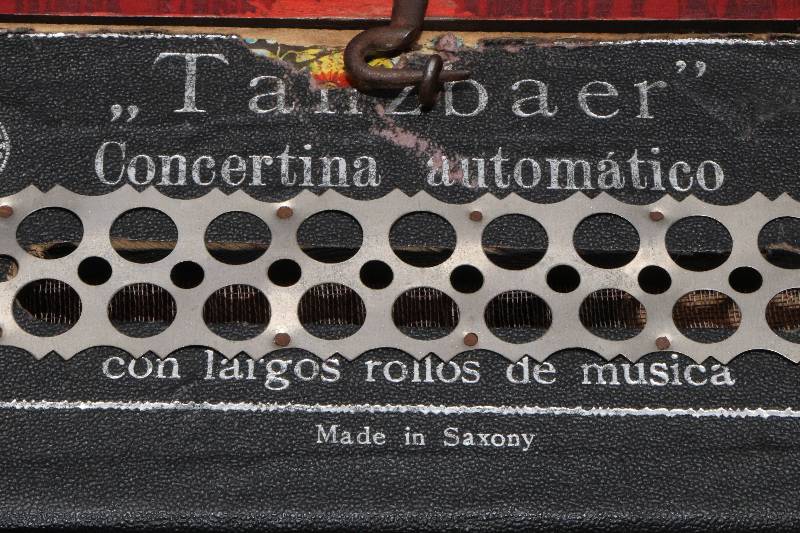 „Tanzbaer”
Concertina automático
con largos rollos de musica
Made in Saxony